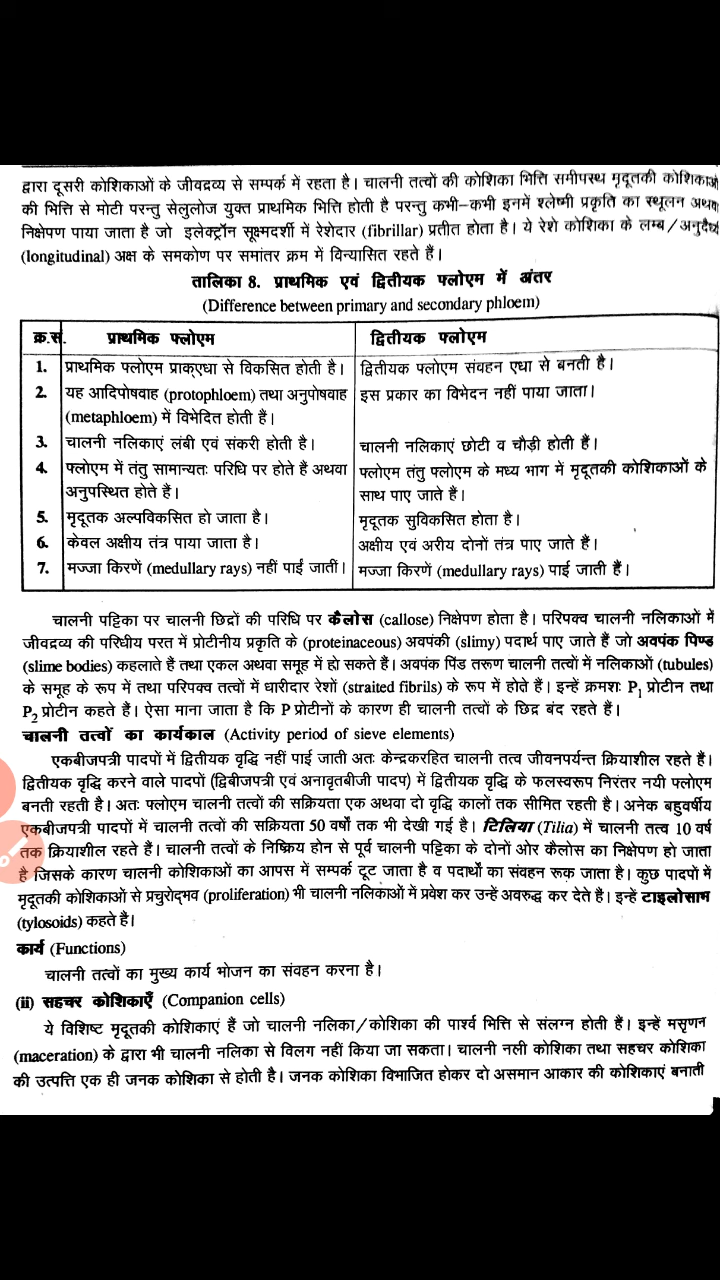 द्वारा दूसरी कोशिकाओं के जीवद्रव्य से सम्पर्क में रहता है। चालनी तत्वों की कोशिका भित्ति समीपस्थ मृदूतकी कोशिकाओं
की भित्ति से मोटी परन्तु सेलुलोज युक्त प्राथमिक भित्ति होती है परन्तु कभी-कभी इनमें श्लेष्मी प्रकृति का स्थूलन अथवा
निक्षेपण पाया जाता है जो इलेक्ट्रॉन सूक्ष्मदर्शी में रेशेदार (fibrillar) प्रतीत होता है। ये रेशे कोशिका के लम्ब/अनुदैर्ध्य
(longitudinal) अक्ष के समकोण पर समांतर क्रम में विन्यासित रहते हैं।
तालिका 8. प्राथमिक एवं द्वितीयक फ्लोएम में अंतर
(Difference between primary and secondary phloem)
क्र.स. प्राथमिक फ्लोएम द्वितीयक फ्लोएम
1. प्राथमिक फ्लोएम प्राक्एधा से विकसित होती है। द्वितीयक फ्लोएम संवहन एधा से बनती है।
2. यह आदिपोषवाह (protophloem) तथा अनुपोषवाह इस प्रकार का विभेदन नहीं पाया जाता।
(metaphloem) में विभेदित होती हैं।
3. चालनी नलिकाएं लंबी एवं संकरी होती है। चालनी नलिकाएं छोटी व चौड़ी होती हैं।
4. फ्लोएम में तंतु सामान्यतः परिधि पर होते हैं अथवा फ्लोएम तंतु फ्लोएम के मध्य भाग में मृदूतकी कोशिकाओं के
अनुपस्थित होते हैं। साथ पाए जाते हैं।
5. मृदूतक अल्पविकसित हो जाता है। मृदूतक सुविकसित होता है।
6. केवल अक्षीय तंत्र पाया जाता है। अक्षीय एवं अरीय दोनों तंत्र पाए जाते हैं।
7. मज्जा किरणें (medullary rays) नहीं पाई जातीं। मज्जा किरणें (medullary rays) पाई जाती हैं।
चालनी पट्टिका पर चालनी छिद्रों की परिधि पर कैलोस (callose) निक्षेपण होता है। परिपक्व चालनी नलिकाओं में
जीवद्रव्य की परिधीय परत में प्रोटीनीय प्रकृति के (proteinaceous) अवपंकी (slimy) पदार्थ पाए जाते हैं जो अवपंक पिण्ड
(slime bodies) कहलाते हैं तथा एकल अथवा समूह में हो सकते हैं। अवपंक पिंड तरुण चालनी तत्वों में नलिकाओं (tubules)
के समूह के रूप में तथा परिपक्व तत्वों में धारीदार रेशों (straited fibrils) के रूप में होते हैं। इन्हें क्रमशः P₁ प्रोटीन तथा
P₂ प्रोटीन कहते हैं। ऐसा माना जाता है कि P प्रोटीनों के कारण ही चालनी तत्वों के छिद्र बंद रहते हैं।
चालनी तत्वों का कार्यकाल (Activity period of sieve elements)
एकबीजपत्री पादपों में द्वितीयक वृद्धि नहीं पाई जाती अतः केन्द्रकरहित चालनी तत्व जीवनपर्यन्त क्रियाशील रहते हैं।
द्वितीयक वृद्धि करने वाले पादपों (द्विबीजपत्री एवं अनावृतबीजी पादप) में द्वितीयक वृद्धि के फलस्वरूप निरंतर नयी फ्लोएम
बनती रहती है। अतः फ्लोएम चालनी तत्वों की सक्रियता एक अथवा दो वृद्धि कालों तक सीमित रहती है। अनेक बहुवर्षीय
एकबीजपत्री पादपों में चालनी तत्वों की सक्रियता 50 वर्षों तक भी देखी गई है। टिलिया (Tilia) में चालनी तत्व 10 वर्ष
तक क्रियाशील रहते हैं। चालनी तत्वों के निष्क्रिय होन से पूर्व चालनी पट्टिका के दोनों ओर कैलोस का निक्षेपण हो जाता
है जिसके कारण चालनी कोशिकाओं का आपस में सम्पर्क टूट जाता है व पदार्थों का संवहन रूक जाता है। कुछ पादपों में
मृदूतकी कोशिकाओं से प्रचुरोद्भव (proliferation) भी चालनी नलिकाओं में प्रवेश कर उन्हें अवरुद्ध कर देते है। इन्हें टाइलोसाभ
(tylosoids) कहते है।
कार्य (Functions)
चालनी तत्वों का मुख्य कार्य भोजन का संवहन करना है।
(ii) सहचर कोशिकाएँ (Companion cells)
ये विशिष्ट मृदूतकी कोशिकाएं हैं जो चालनी नलिका/कोशिका की पार्श्व भित्ति से संलग्न होती हैं। इन्हें मसृणन
(maceration) के द्वारा भी चालनी नलिका से विलग नहीं किया जा सकता। चालनी नली कोशिका तथा सहचर कोशिका
की उत्पत्ति एक ही जनक कोशिका से होती है। जनक कोशिका विभाजित होकर दो असमान आकार की कोशिकाएं बनाती